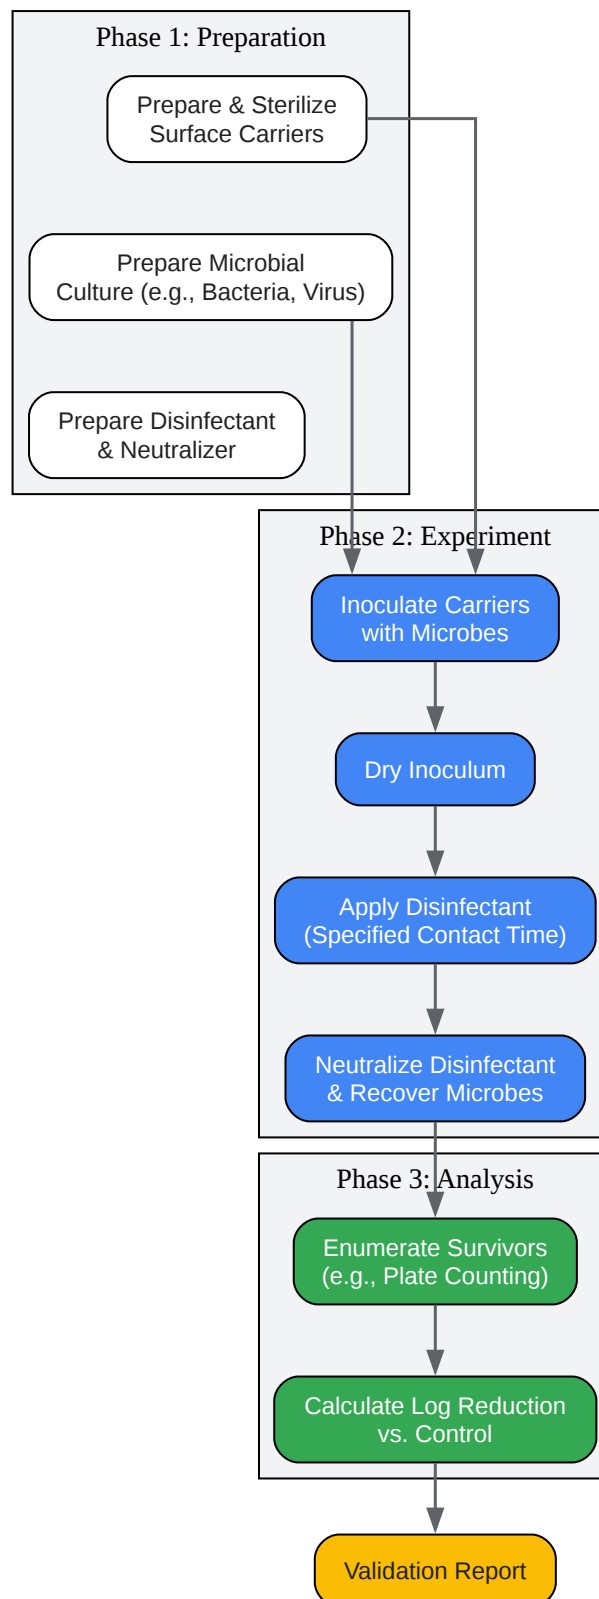 Phase 1: Preparation
Prepare & Sterilize
Surface Carriers
Prepare Microbial
Culture (e.g., Bacteria, Virus)
Prepare Disinfectant
& Neutralizer
Phase 2: Experiment
Inoculate Carriers
with Microbes
Dry Inoculum
Apply Disinfectant
(Specified Contact Time)
Neutralize Disinfectant
& Recover Microbes
Phase 3: Analysis
Enumerate Survivors
(e.g., Plate Counting)
Calculate Log Reduction
vs. Control
Validation Report